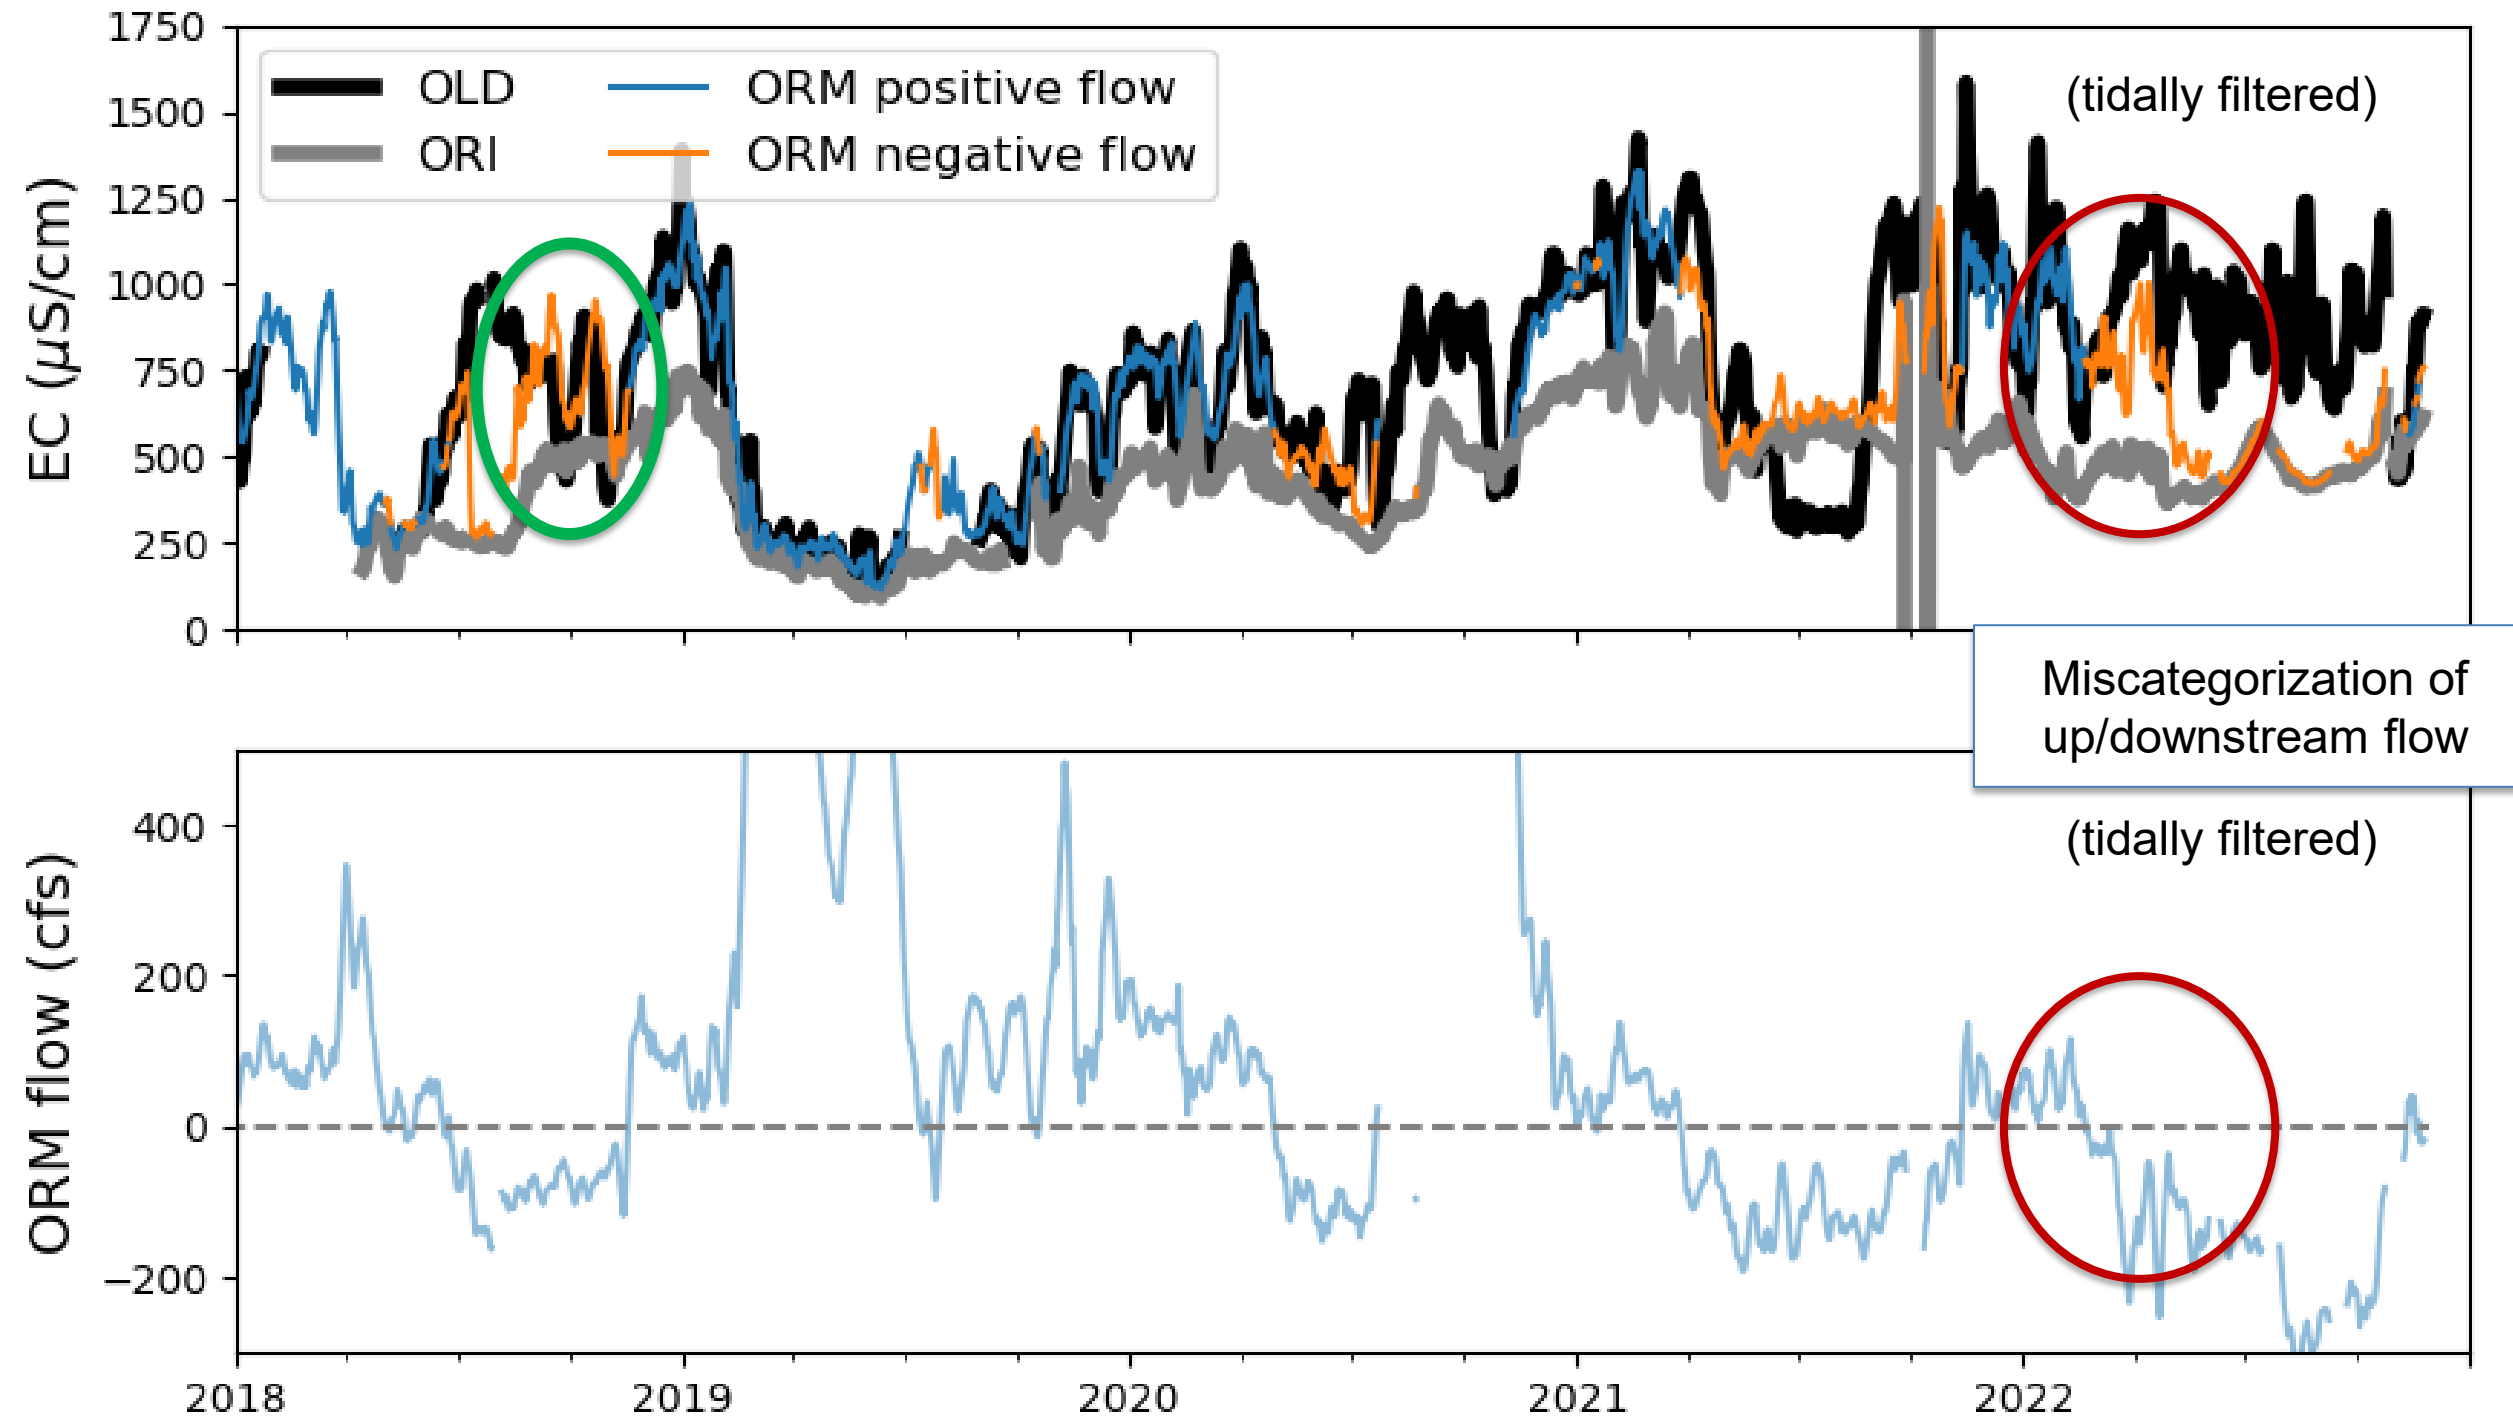 1750
1500
1250
1000
750
500
250
0
EC (µS/cm)
OLD
ORI
ORM positive flow
ORM negative flow
(tidally filtered)
Miscategorization of
up/downstream flow
(tidally filtered)
400
200
0
−200
ORM flow (cfs)
2018 2019 2020 2021 2022